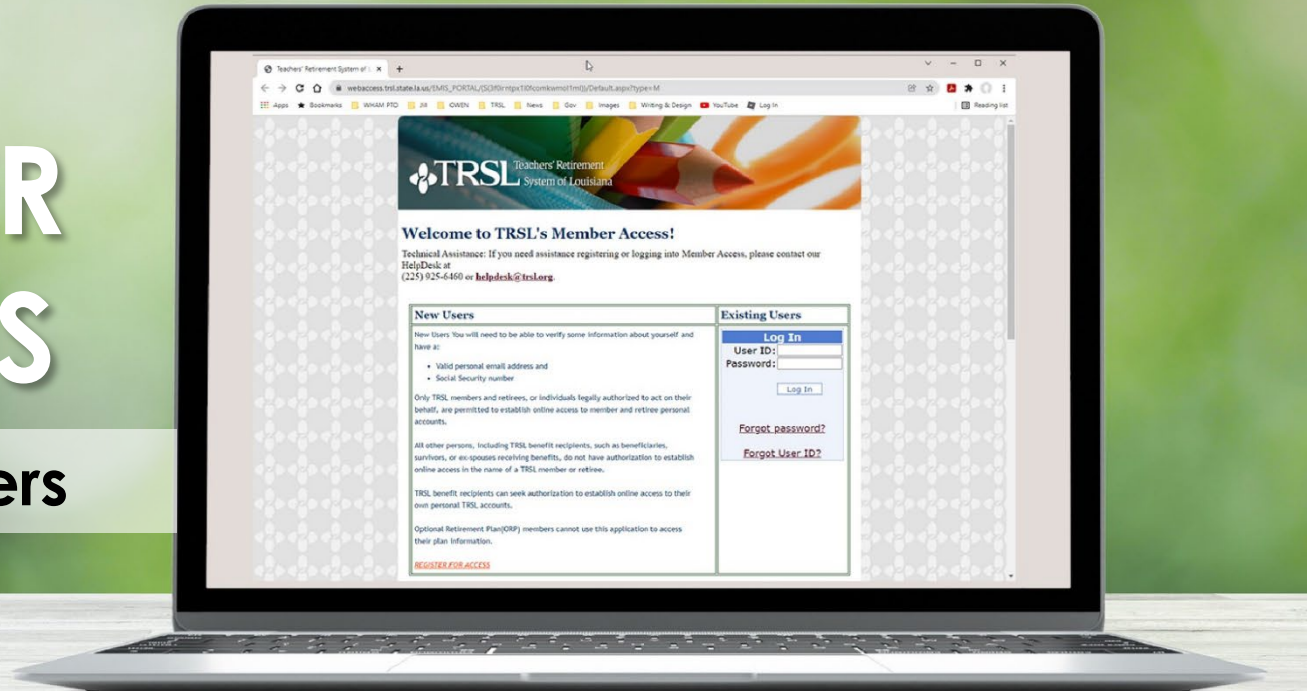 R
S
ers
Teachers' Retirement System of L
webaccess.trsl.state.la.us/EMIS_PORTAL/
Apps Bookmarks WHAM PTO Jill OWEN TRSL News Gov Images Writing & Design YouTube Log In Reading list
TRSL Teachers' Retirement
System of Louisiana
Welcome to TRSL's Member Access!
Technical Assistance: If you need assistance registering or logging into Member Access, please contact our
HelpDesk at
(225) 925-6460 or helpdesk@trsl.org.
New Users
New Users You will need to be able to verify some information about yourself and
have a:
• Valid personal email address and
• Social Security number
Only TRSL members and retirees, or individuals legally authorized to act on their
behalf, are permitted to establish online access to member and retiree personal
accounts.
All other persons, including TRSL benefit recipients, such as beneficiaries,
survivors, or ex-spouses receiving benefits, do not have authorization to establish
online access in the name of a TRSL member or retiree.
TRSL benefit recipients can seek authorization to establish online access to their
own personal TRSL accounts.
Optional Retirement Plan(ORP) members cannot use this application to access
their plan information.
REGISTER FOR ACCESS
Existing Users
Log In
User ID:
Password:
Log In
Forgot password?
Forgot User ID?